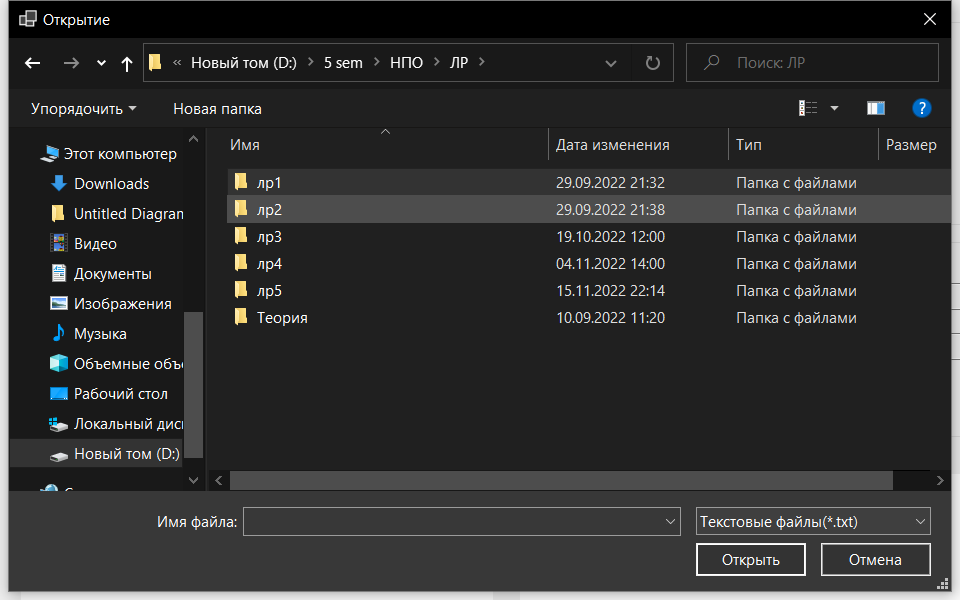 Открытие
« Новый том (D:) › 5 sem › НПО › ЛР ›
Поиск: ЛР
Упорядочить
Новая папка
Этот компьютер
Downloads
Untitled Diagram
Видео
Документы
Изображения
Музыка
Объемные объе
Рабочий стол
Локальный диск
Новый том (D:)
Имя Дата изменения Тип Размер
лр1 29.09.2022 21:32 Папка с файлами
лр2 29.09.2022 21:38 Папка с файлами
лр3 19.10.2022 12:00 Папка с файлами
лр4 04.11.2022 14:00 Папка с файлами
лр5 15.11.2022 22:14 Папка с файлами
Теория 10.09.2022 11:20 Папка с файлами
Имя файла:
Текстовые файлы(*.txt)
Открыть
Отмена